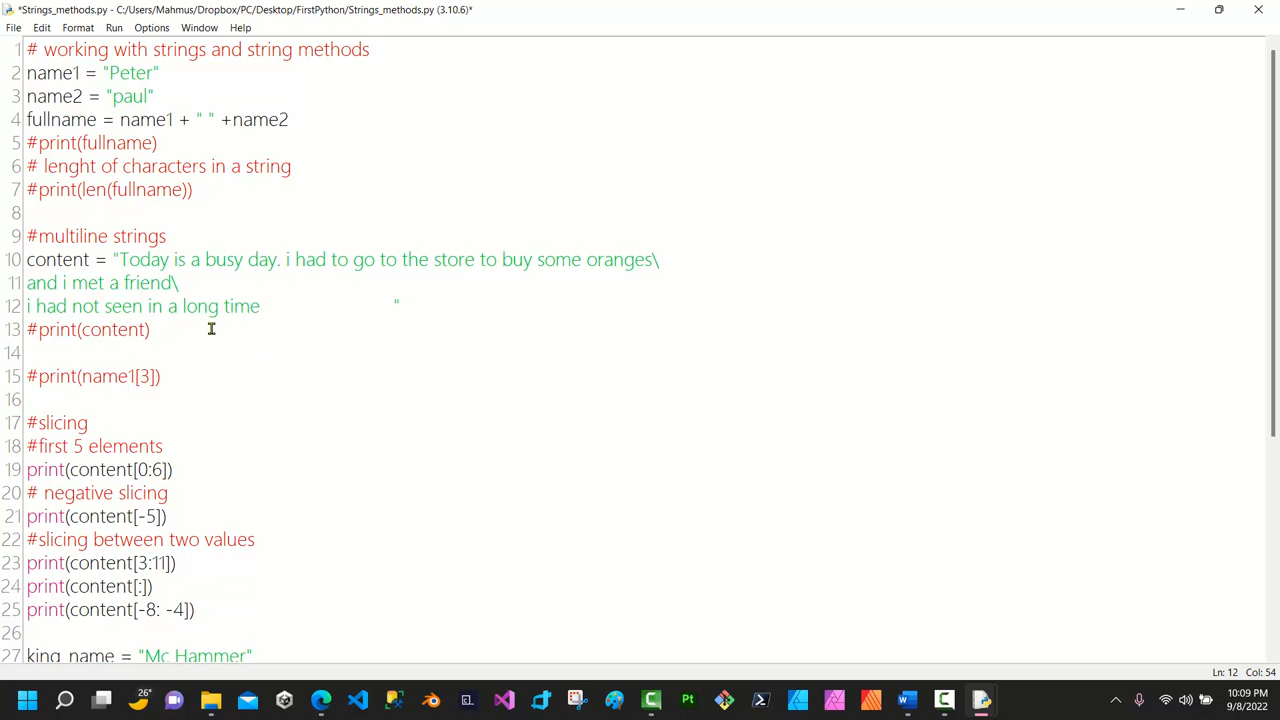 *Strings_methods.py - C:/Users/Mahmus/Dropbox/PC/Desktop/FirstPython/Strings_methods.py (3.10.6)*
File Edit Format Run Options Window Help
1 # working with strings and string methods
2 name1 = "Peter"
3 name2 = "paul"
4 fullname = name1 + " " +name2
5 #print(fullname)
6 # lenght of characters in a string
7 #print(len(fullname))
8
9 #multiline strings
10 content = "Today is a busy day. i had to go to the store to buy some oranges\
11 and i met a friend\
12 i had not seen in a long time "
13 #print(content)
14
15 #print(name1[3])
16
17 #slicing
18 #first 5 elements
19 print(content[0:6])
20 # negative slicing
21 print(content[-5])
22 #slicing between two values
23 print(content[3:11])
24 print(content[:])
25 print(content[-8: -4])
26
27 king_name = "Mc Hammer"
Ln: 12 Col: 54
26°
Pt
10:09 PM
9/8/2022